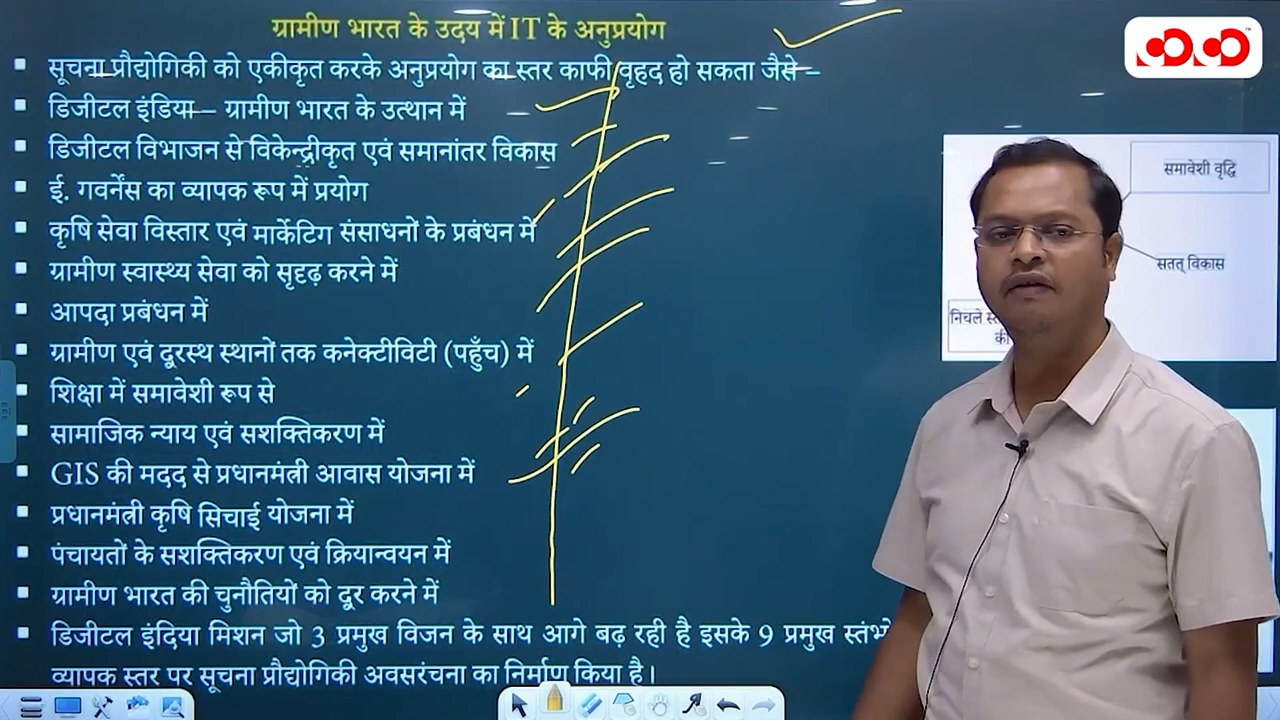 ग्रामीण भारत के उदय में IT के अनुप्रयोग
सूचना प्रौद्योगिकी को एकीकृत करके अनुप्रयोग का स्तर काफी वृहद हो सकता जैसे –
डिजीटल इंडिया – ग्रामीण भारत के उत्थान में
डिजीटल विभाजन से विकेन्द्रीकृत एवं समानांतर विकास
ई. गवर्नेंस का व्यापक रूप में प्रयोग
कृषि सेवा विस्तार एवं मार्केटिग संसाधनों के प्रबंधन में
ग्रामीण स्वास्थ्य सेवा को सुदृढ़ करने में
आपदा प्रबंधन में
ग्रामीण एवं दूरस्थ स्थानों तक कनेक्टीविटी (पहुँच) में
शिक्षा में समावेशी रूप से
सामाजिक न्याय एवं सशक्तिकरण में
GIS की मदद से प्रधानमंत्री आवास योजना में
प्रधानमंत्री कृषि सिचाई योजना में
पंचायतों के सशक्तिकरण एवं क्रियान्वयन में
ग्रामीण भारत की चुनौतियों को दूर करने में
डिजीटल इंदिया मिशन जो 3 प्रमुख विजन के साथ आगे बढ़ रही है इसके 9 प्रमुख
व्यापक स्तर पर सूचना प्रौद्योगिकी अवसरंचना का निर्माण किया है।
समावेशी वृद्धि
सतत् विकास
निचले